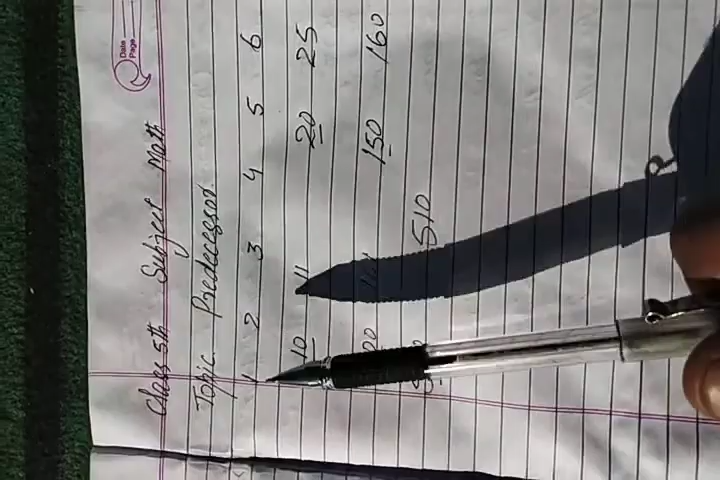 Date
Page
Class 5th Subject Math
Topic Predecessor
1 2 3 4 5 6
10 11 20 25
150 160
510